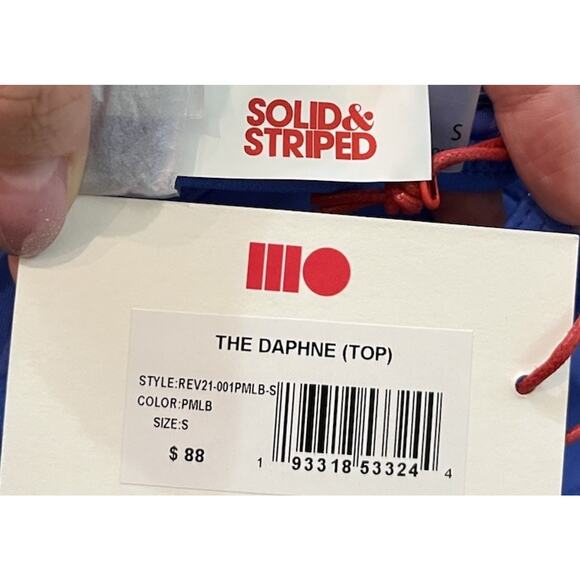 SOLID&
STRIPED
S
THE DAPHNE (TOP)
STYLE:REV21-001PMLB-S
COLOR:PMLB
SIZE:S
$ 88
1 93318 53324 4